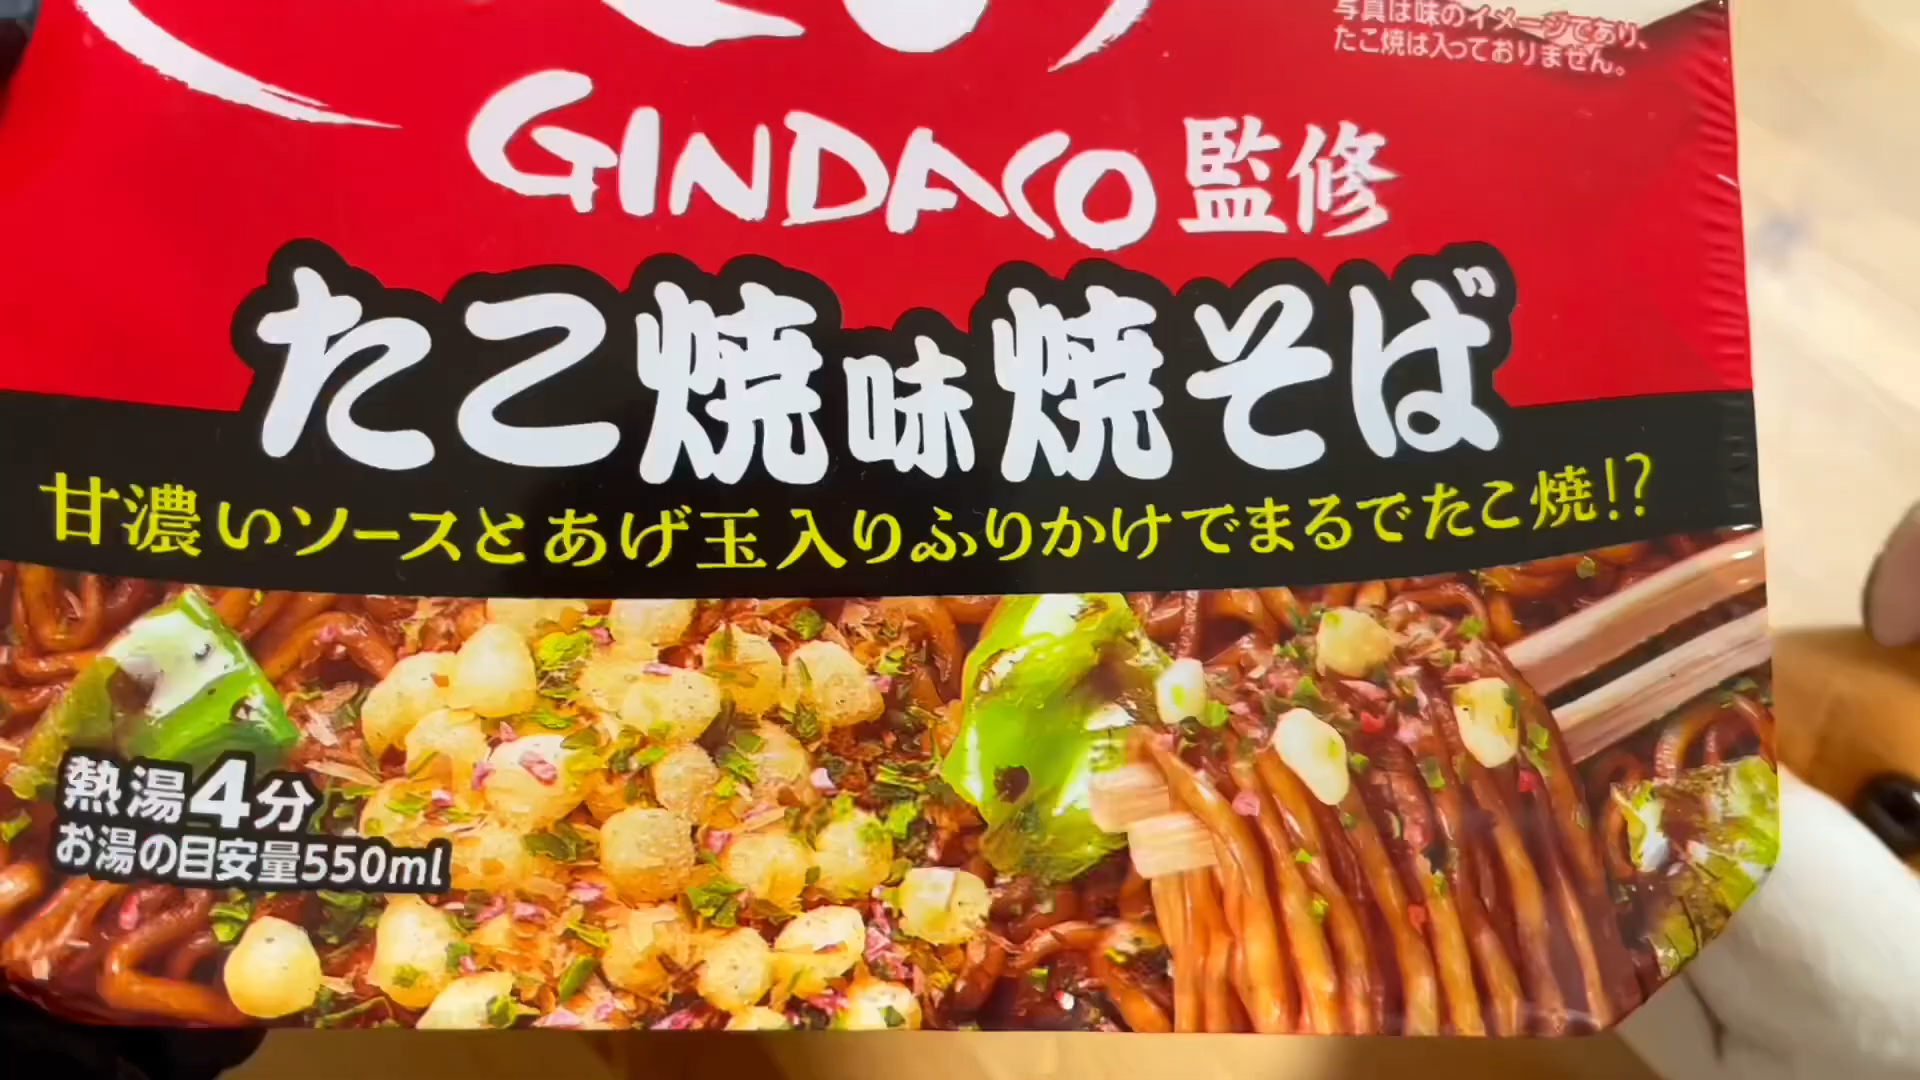 写真は味のイメージであり、
たこ焼は入っておりません。
GINDACO監修
たこ焼味焼そば
甘濃いソースとあげ玉入りふりかけでまるでたこ焼!?
熱湯4分
お湯の目安量550ml